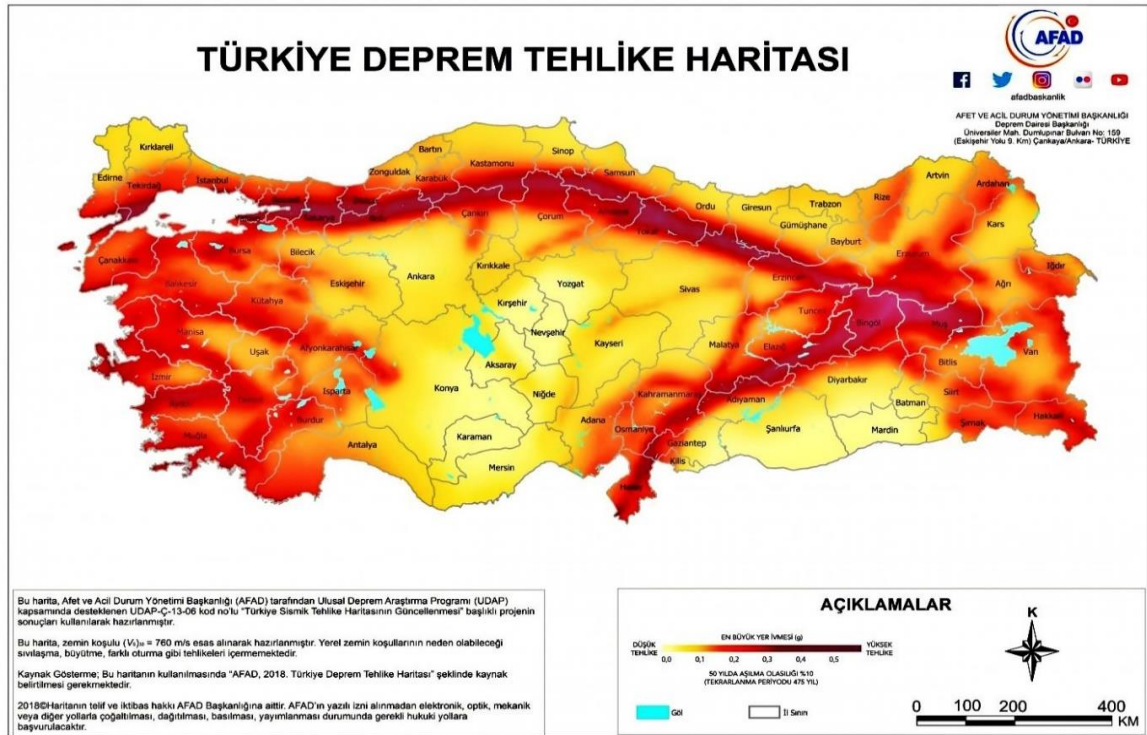 TÜRKİYE DEPREM TEHLİKE HARİTASI
AFAD
afadbaskanlik
AFET VE ACİL DURUM YÖNETİMİ BAŞKANLIĞI
Deprem Dairesi Başkanlığı
Üniversiler Mah. Dumlupınar Bulvarı No: 159
(Eskişehir Yolu 9. Km) Çankaya/Ankara- TÜRKİYE
Kırklareli
Edirne
Tekirdağ
İstanbul
Bartın
Zonguldak
Karabük
Kastamonu
Sinop
Samsun
Ordu
Giresun
Trabzon
Gümüşhane
Bayburt
Rize
Artvin
Ardahan
Kars
Iğdır
Ağrı
Erzurum
Erzincan
Tokat
Çorum
Çankırı
Kırıkkale
Ankara
Bilecik
Eskişehir
Bursa
Çanakkale
Balıkesir
Kütahya
Manisa
Uşak
Afyonkarahisar
İzmir
Aydın
Denizli
Muğla
Burdur
Isparta
Antalya
Konya
Karaman
Mersin
Niğde
Aksaray
Nevşehir
Kırşehir
Yozgat
Kayseri
Sivas
Malatya
Elazığ
Bingöl
Muş
Bitlis
Van
Siirt
Hakkari
Şırnak
Batman
Mardin
Diyarbakır
Şanlıurfa
Adıyaman
Kahramanmaraş
Gaziantep
Kilis
Osmaniye
Adana
Hatay
Bu harita, Afet ve Acil Durum Yönetimi Başkanlığı (AFAD) tarafından Ulusal Deprem Araştırma Programı (UDAP)
kapsamında desteklenen UDAP-Ç-13-06 kod no'lu "Türkiye Sismik Tehlike Haritasının Güncellenmesi" başlıklı projenin
sonuçları kullanılarak hazırlanmıştır.
Bu harita, zemin koşulu (Vs)30 = 760 m/s esas alınarak hazırlanmıştır. Yerel zemin koşullarının neden olabileceği
sıvılaşma, büyütme, farklı oturma gibi tehlikeleri içermemektedir.
Kaynak Gösterme; Bu haritanın kullanılmasında "AFAD, 2018. Türkiye Deprem Tehlike Haritası" şeklinde kaynak
belirtilmesi gerekmektedir.
2018©Haritanın telif ve iktibas hakkı AFAD Başkanlığına aittir. AFAD'ın yazılı izni alınmadan elektronik, optik, mekanik
veya diğer yollarla çoğaltılması, dağıtılması, basılması, yayımlanması durumunda gerekli hukuki yollara
başvurulacaktır.
AÇIKLAMALAR
EN BÜYÜK YER İVMESİ (g)
DÜŞÜK TEHLİKE
YÜKSEK TEHLİKE
0,0 0,1 0,2 0,3 0,4 0,5
50 YILDA AŞILMA OLASILIĞI %10
(TEKRARLANMA PERİYODU 475 YIL)
Göl
İl Sınırı
K
0 100 200 400
KM